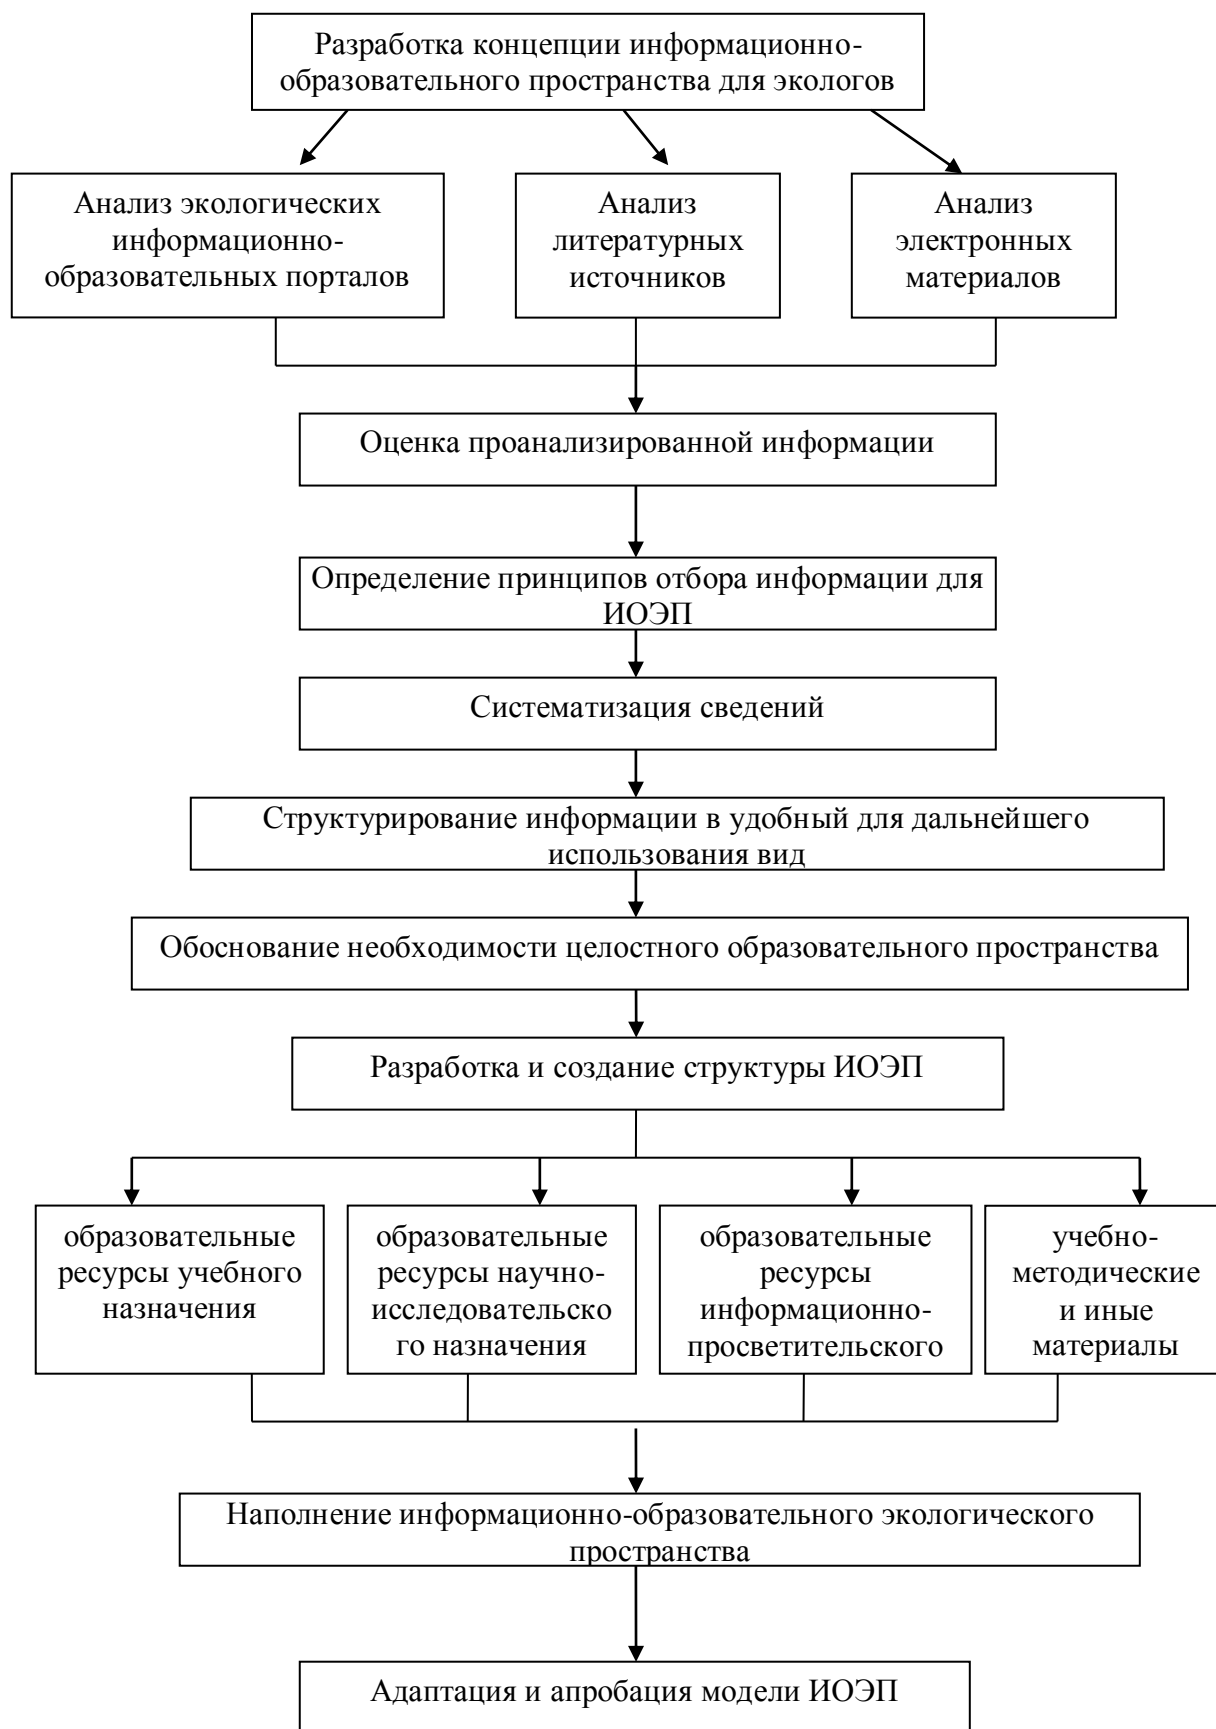 Разработка концепции информационно-
образовательного пространства для экологов
Анализ экологических
информационно-
образовательных порталов
Анализ
литературных
источников
Анализ
электронных
материалов
Оценка проанализированной информации
Определение принципов отбора информации для
ИОЭП
Систематизация сведений
Структурирование информации в удобный для дальнейшего
использования вид
Обоснование необходимости целостного образовательного пространства
Разработка и создание структуры ИОЭП
образовательные
ресурсы учебного
назначения
образовательные
ресурсы научно-
исследовательско
го назначения
образовательные
ресурсы
информационно-
просветительского
учебно-
методические
и иные
материалы
Наполнение информационно-образовательного экологического
пространства
Адаптация и апробация модели ИОЭП